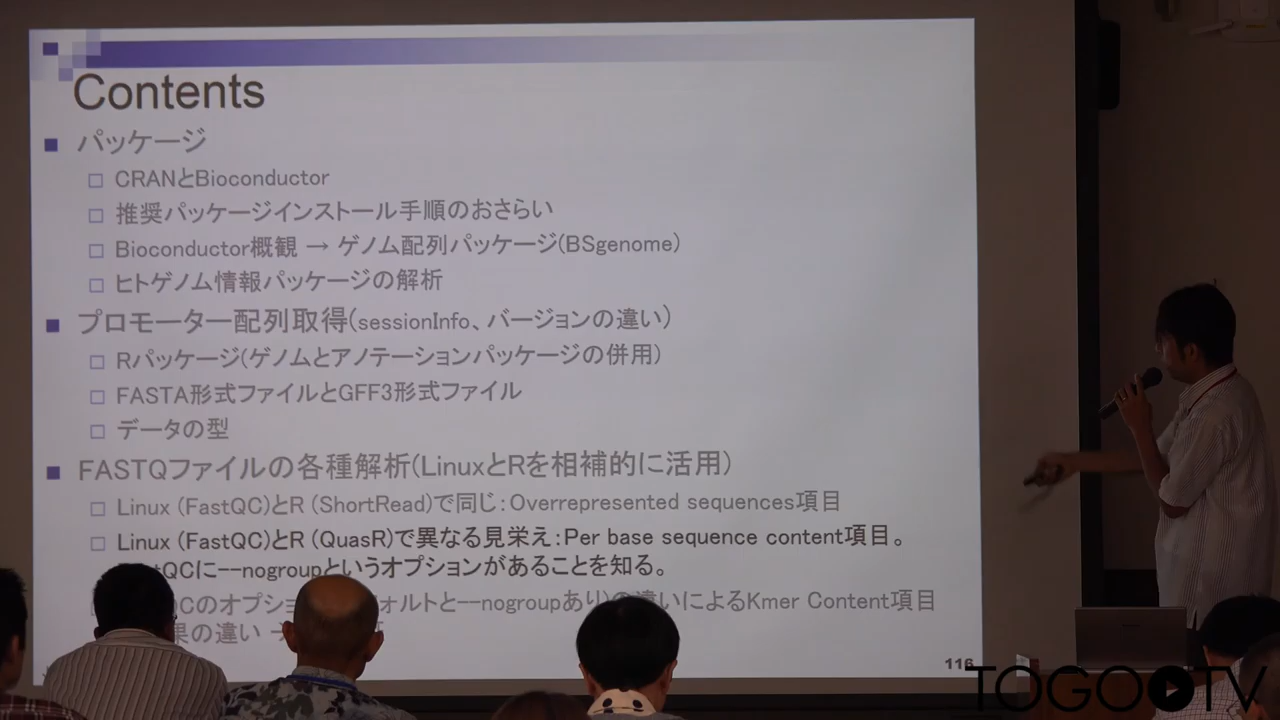 Contents
パッケージ
CRANとBioconductor
推奨パッケージインストール手順のおさらい
Bioconductor概観 → ゲノム配列パッケージ(BSgenome)
ヒトゲノム情報パッケージの解析
プロモーター配列取得(sessionInfo、バージョンの違い)
Rパッケージ(ゲノムとアノテーションパッケージの併用)
FASTA形式ファイルとGFF3形式ファイル
データの型
FASTQファイルの各種解析(LinuxとRを相補的に活用)
Linux (FastQC)とR (ShortRead)で同じ：Overrepresented sequences項目
Linux (FastQC)とR (QuasR)で異なる見栄え：Per base sequence content項目。
tQCに--nogroupというオプションがあることを知る。
Cのオプショ ォルトと--nogroupあり)の違いによるKmer Content項目
果の違い →
116
TOGOTV